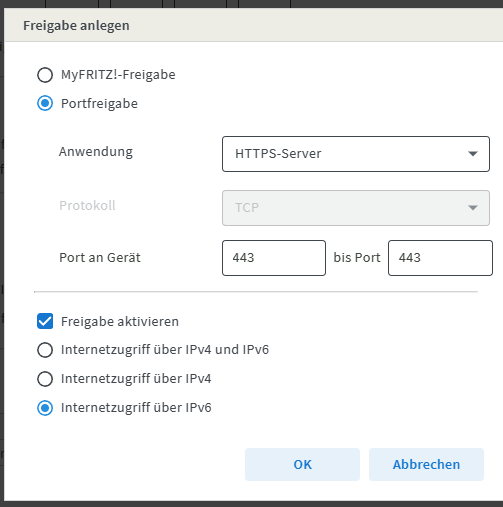 Freigabe anlegen
MyFRITZ!-Freigabe
Portfreigabe
Anwendung HTTPS-Server
Protokoll TCP
Port an Gerät 443 bis Port 443
Freigabe aktivieren
Internetzugriff über IPv4 und IPv6
Internetzugriff über IPv4
Internetzugriff über IPv6
OK Abbrechen